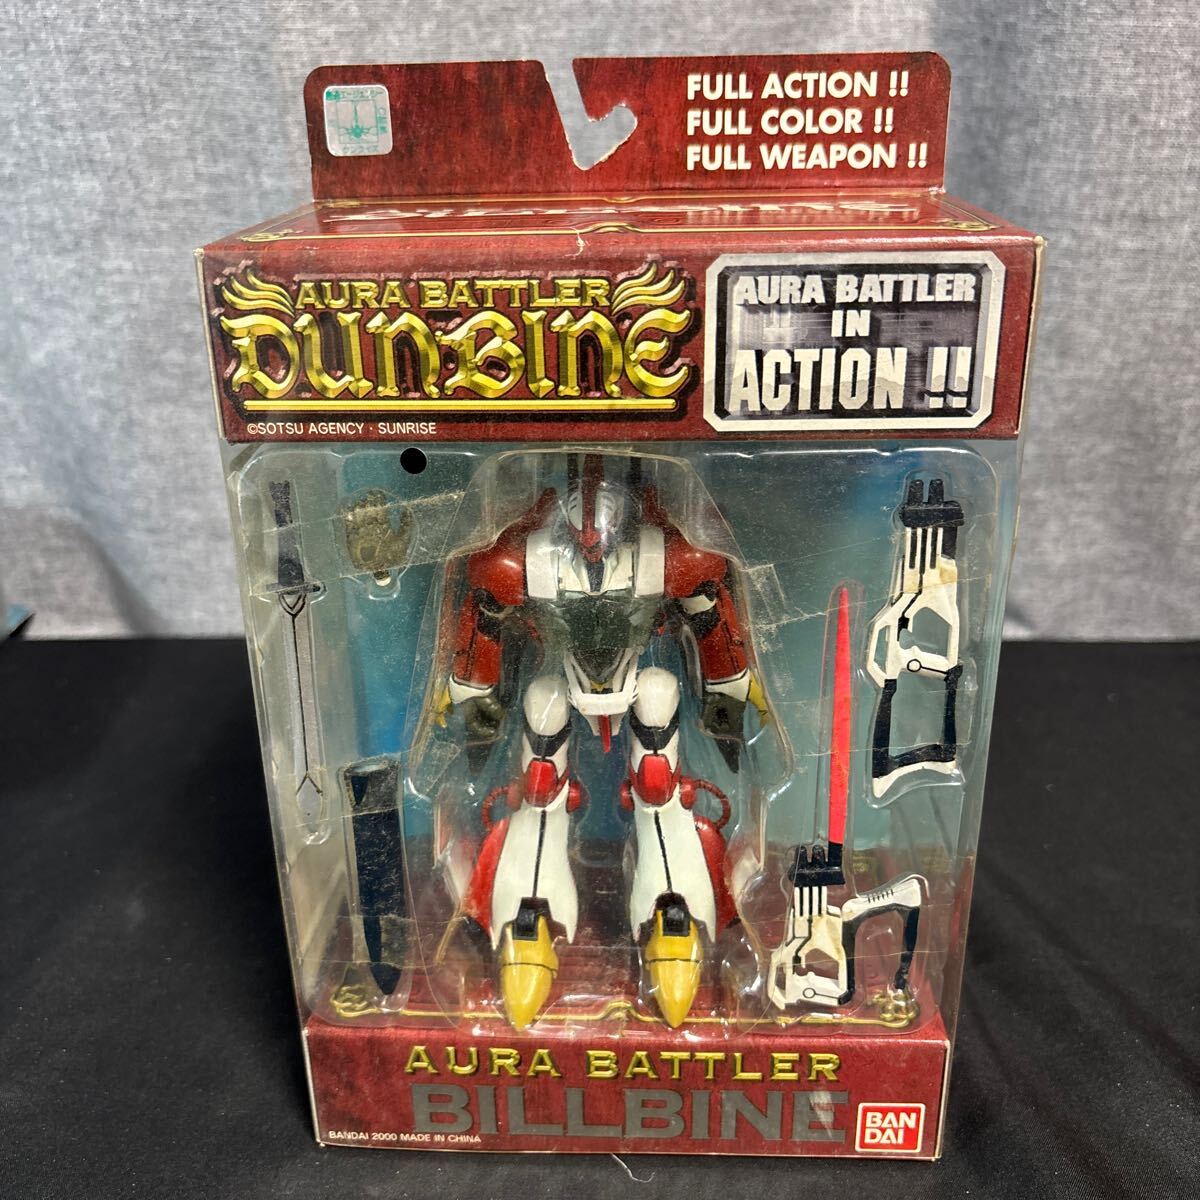 FULL ACTION !!
FULL COLOR !!
FULL WEAPON !!
AURA BATTLER
DUNBINE
©SOTSU AGENCY · SUNRISE
AURA BATTLER
IN
ACTION !!
AURA BATTLER
BILLBINE
BANDAI 2000 MADE IN CHINA
BAN
DAI